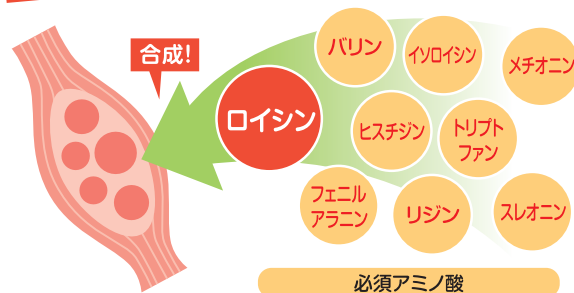 合成!
バリン
イソロイシン
メチオニン
ロイシン
ヒスチジン
トリプト
ファン
フェニル
アラニン
リジン
スレオニン
必須アミノ酸